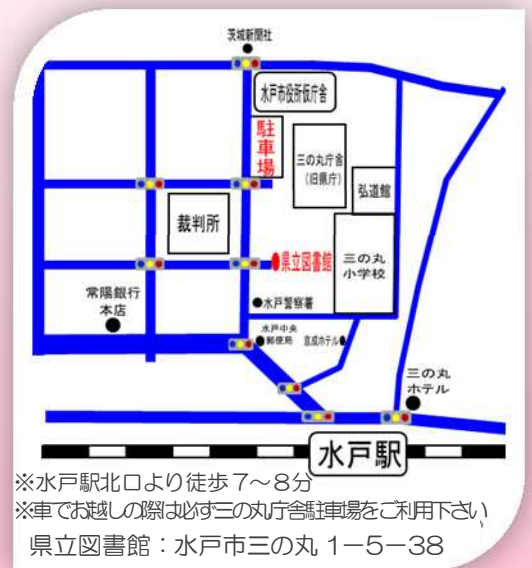 茨城新聞社
水戸市役所仮庁舎
駐車場
三の丸庁舎
(旧県庁)
弘道館
裁判所
県立図書館
三の丸
小学校
常陽銀行
本店
水戸警察署
水戸中央
郵便局
京成ホテル
三の丸
ホテル
水戸駅
※水戸駅北口より徒歩7～8分
※車でお越しの際は必ず三の丸庁舎駐車場をご利用下さい
県立図書館：水戸市三の丸1－5－38